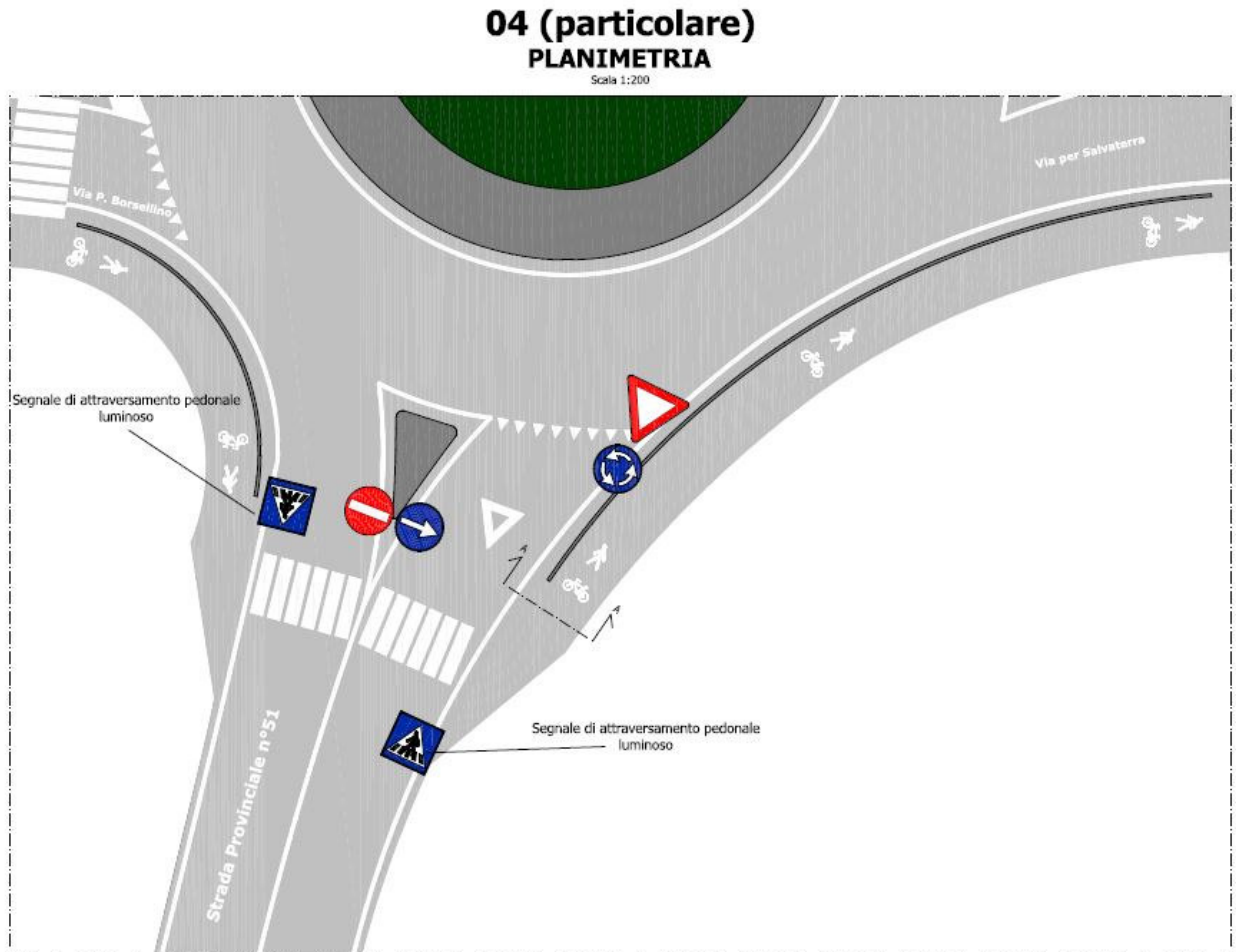 04 (particolare)
PLANIMETRIA
Scala 1:200
Via per Salvaterra
Via P. Borsellino
Segnale di attraversamento pedonale
luminoso
A
A
Segnale di attraversamento pedonale
luminoso
Strada Provinciale n°51